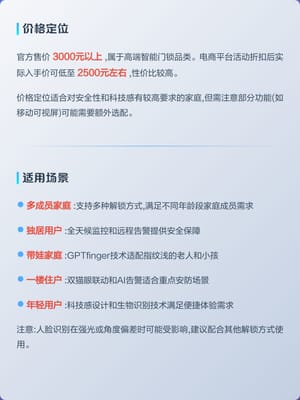 价格定位
官方售价 3000元以上 ,属于高端智能门锁品类。电商平台活动折扣后实
际入手价可低至 2500元左右 ,性价比较高。
价格定位适合对安全性和科技感有较高要求的家庭,但需注意部分功能(如
移动可视屏)可能需要额外选配。
适用场景
多成员家庭 :支持多种解锁方式,满足不同年龄段家庭成员需求
独居用户 :全天候监控和远程告警提供安全保障
带娃家庭 :GPTfinger技术适配指纹浅的老人和小孩
一楼住户 :双猫眼联动和AI告警适合重点安防场景
年轻用户 :科技感设计和生物识别技术满足便捷体验需求
注意:人脸识别在强光或角度偏差时可能受影响,建议配合其他解锁方式使
用。